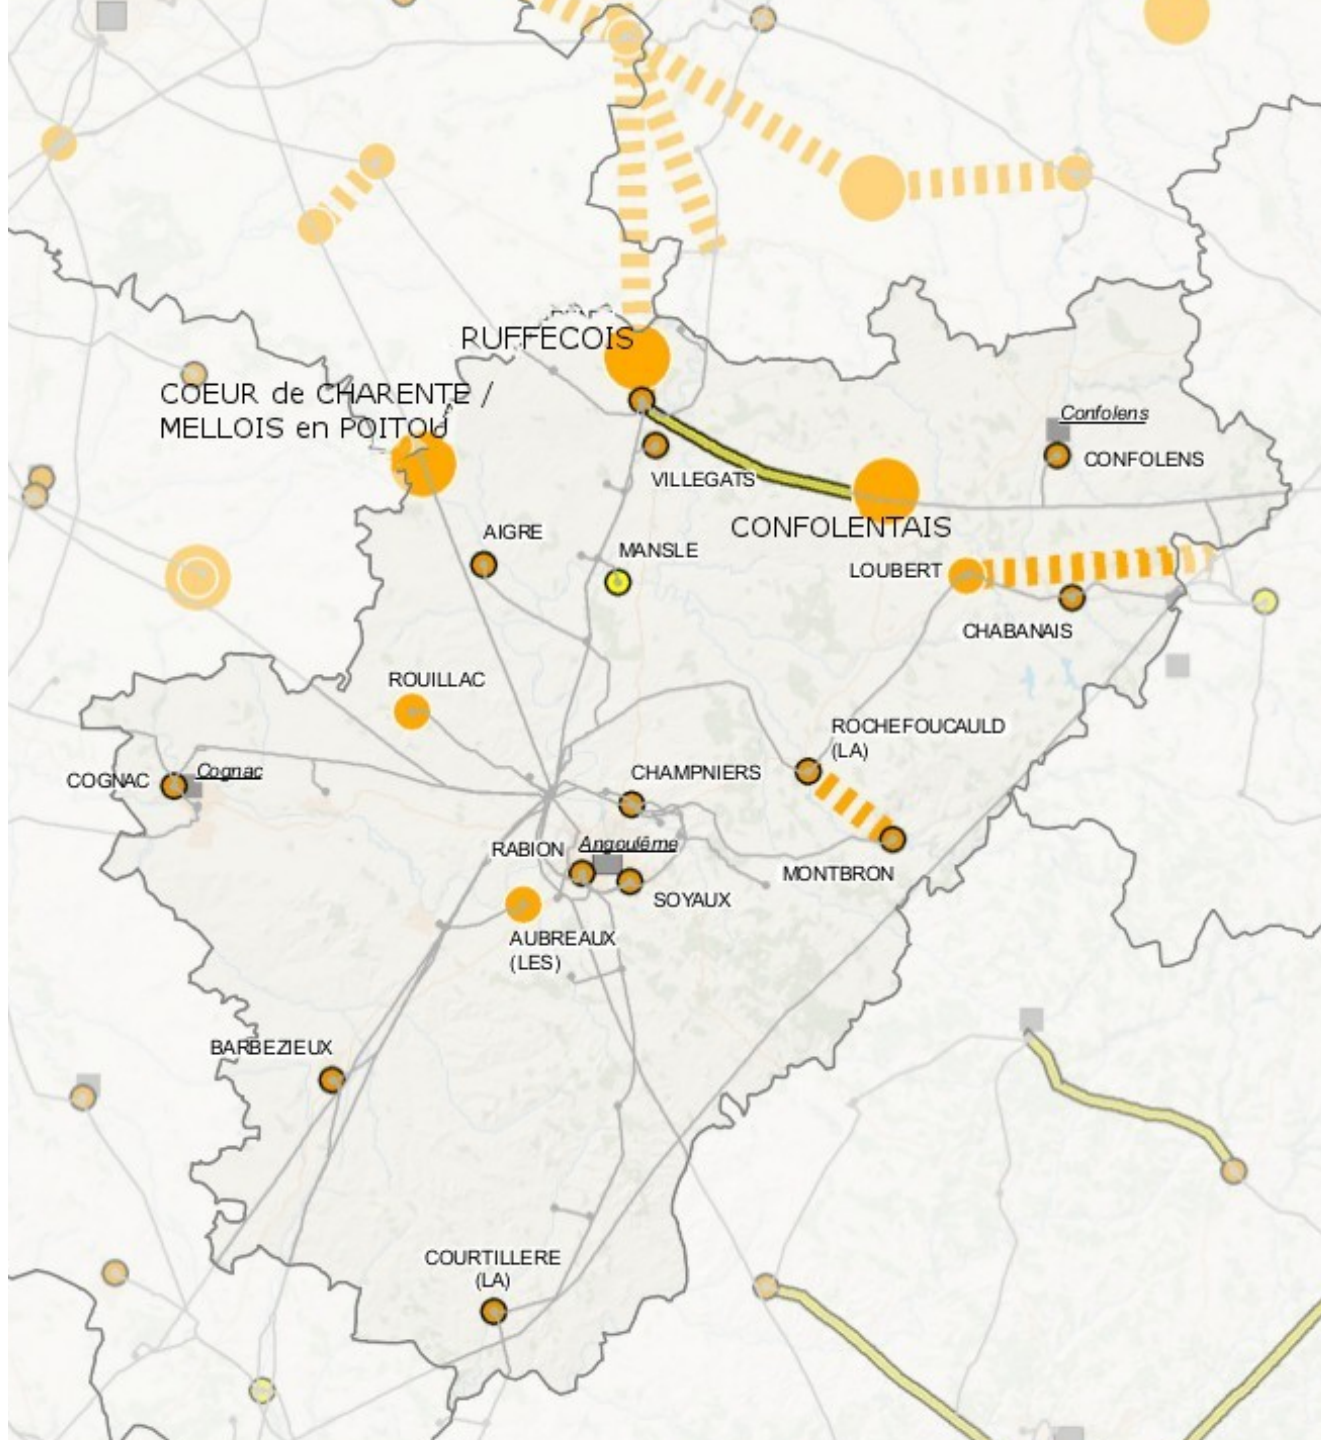 RUFFECOIS
COEUR de CHARENTE /
MELLOIS en POITOU
Confolens
CONFOLENS
VILLEGATS
CONFOLENTAIS
AIGRE
MANSLE
LOUBERT
CHABANAIS
ROUILLAC
ROCHEFOUCAULD
(LA)
COGNAC
Cognac
CHAMPNIERS
RABION
Angoulême
MONTBRON
SOYAUX
AUBREAUX
(LES)
BARBEZIEUX
COURTILLERE
(LA)